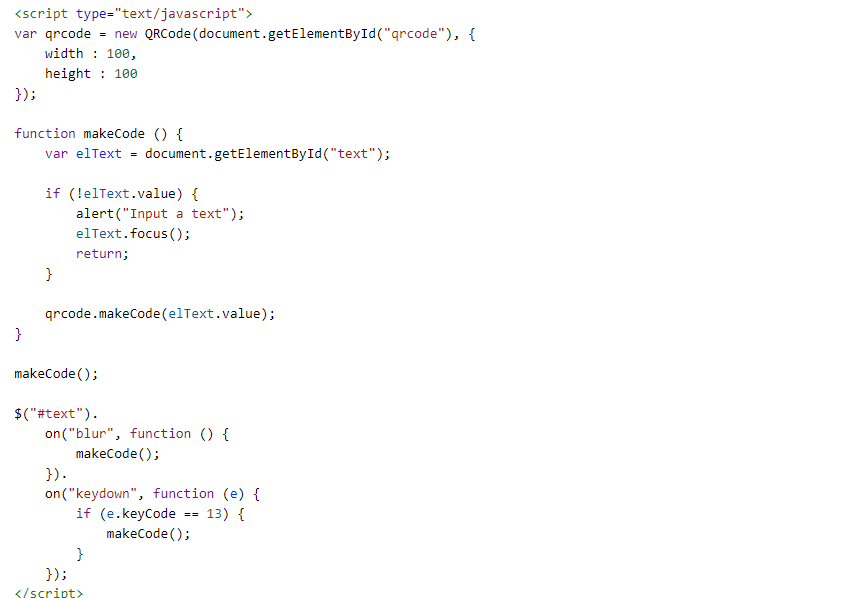 <script type="text/javascript">
var qrcode = new QRCode(document.getElementById("qrcode"), {
    width : 100,
    height : 100
});

function makeCode () {
    var elText = document.getElementById("text");

    if (!elText.value) {
        alert("Input a text");
        elText.focus();
        return;
    }

    qrcode.makeCode(elText.value);
}

makeCode();

$("#text").
    on("blur", function () {
        makeCode();
    }).
    on("keydown", function (e) {
        if (e.keyCode == 13) {
            makeCode();
        }
    });
</script>